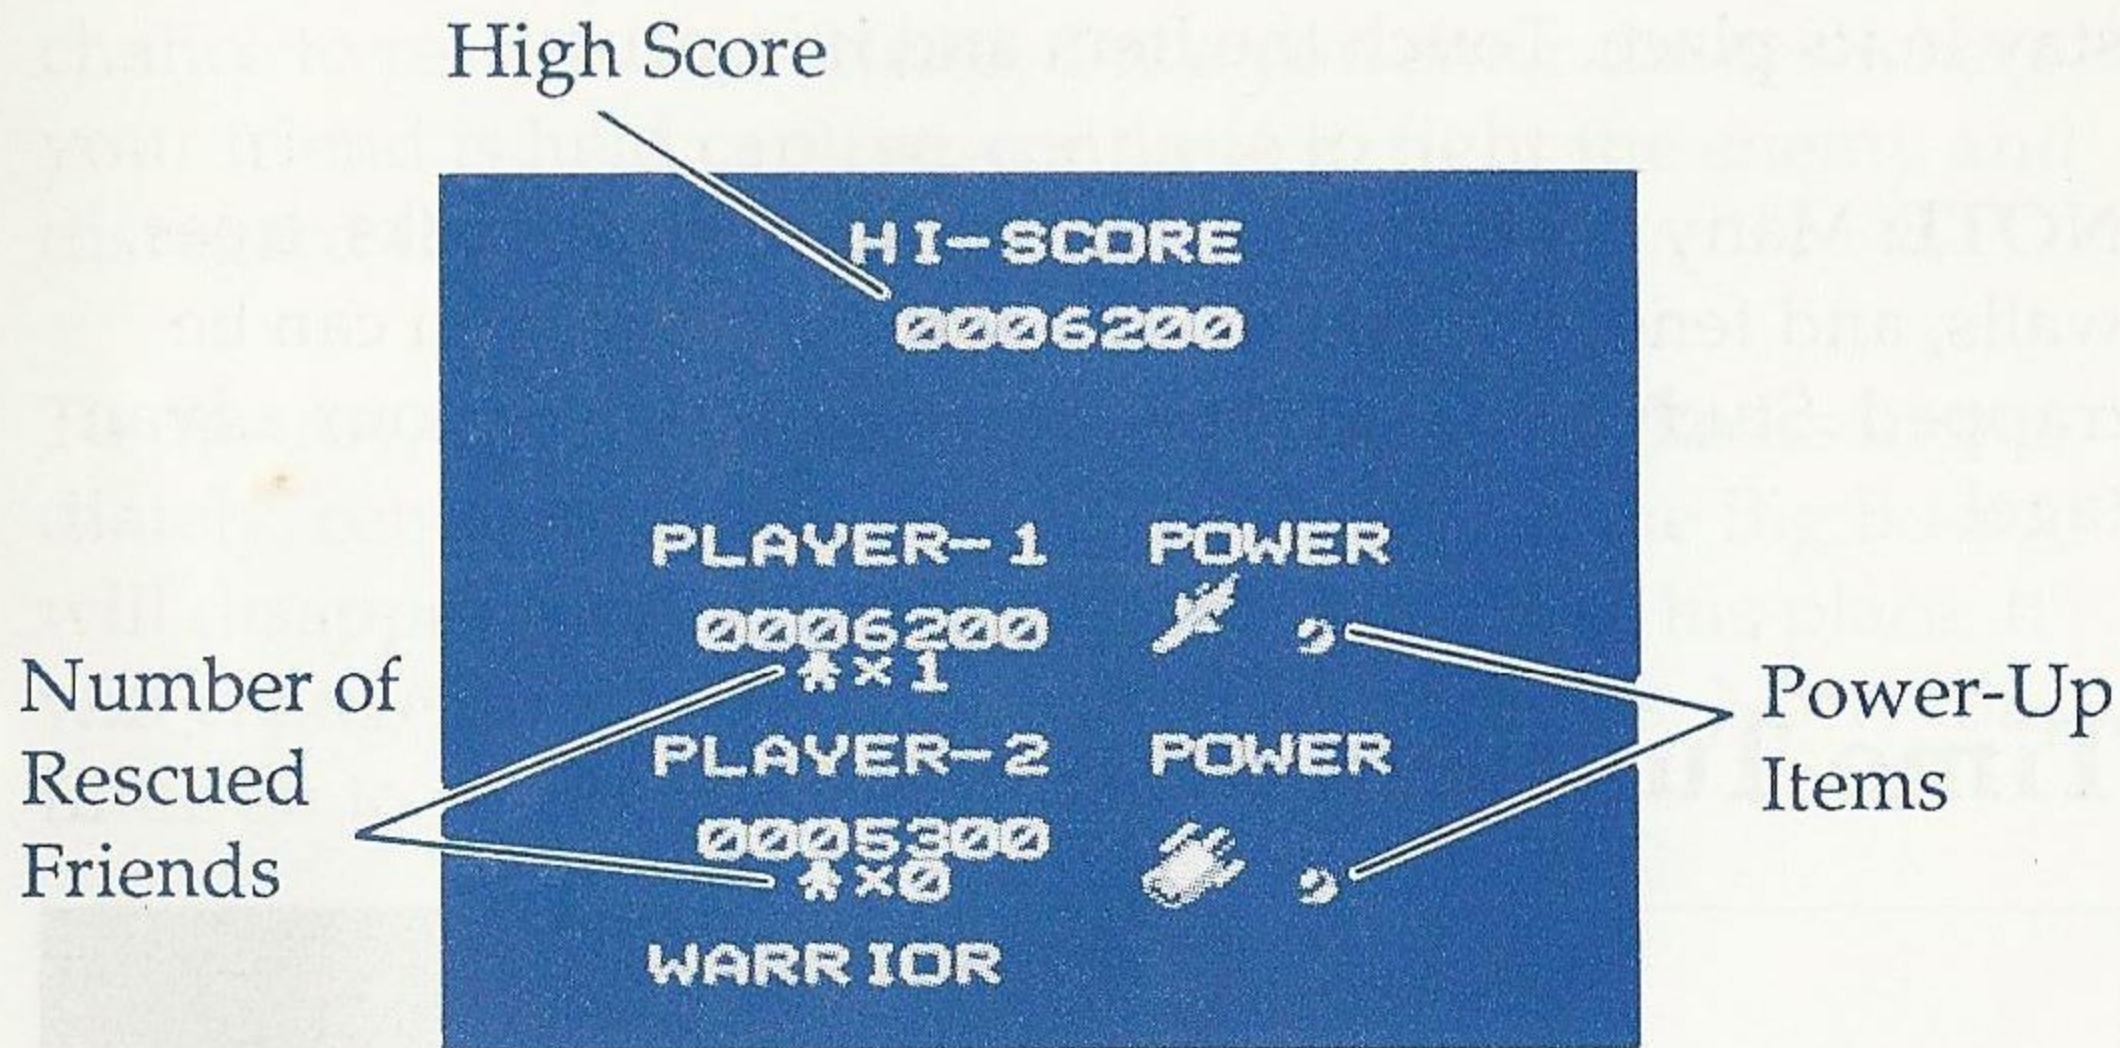 High Score
HI-SCORE
0006200
PLAYER-1 POWER
0006200
×1
Number of
Rescued
Friends
PLAYER-2 POWER
0005300
×0
Power-Up
Items
WARRIOR